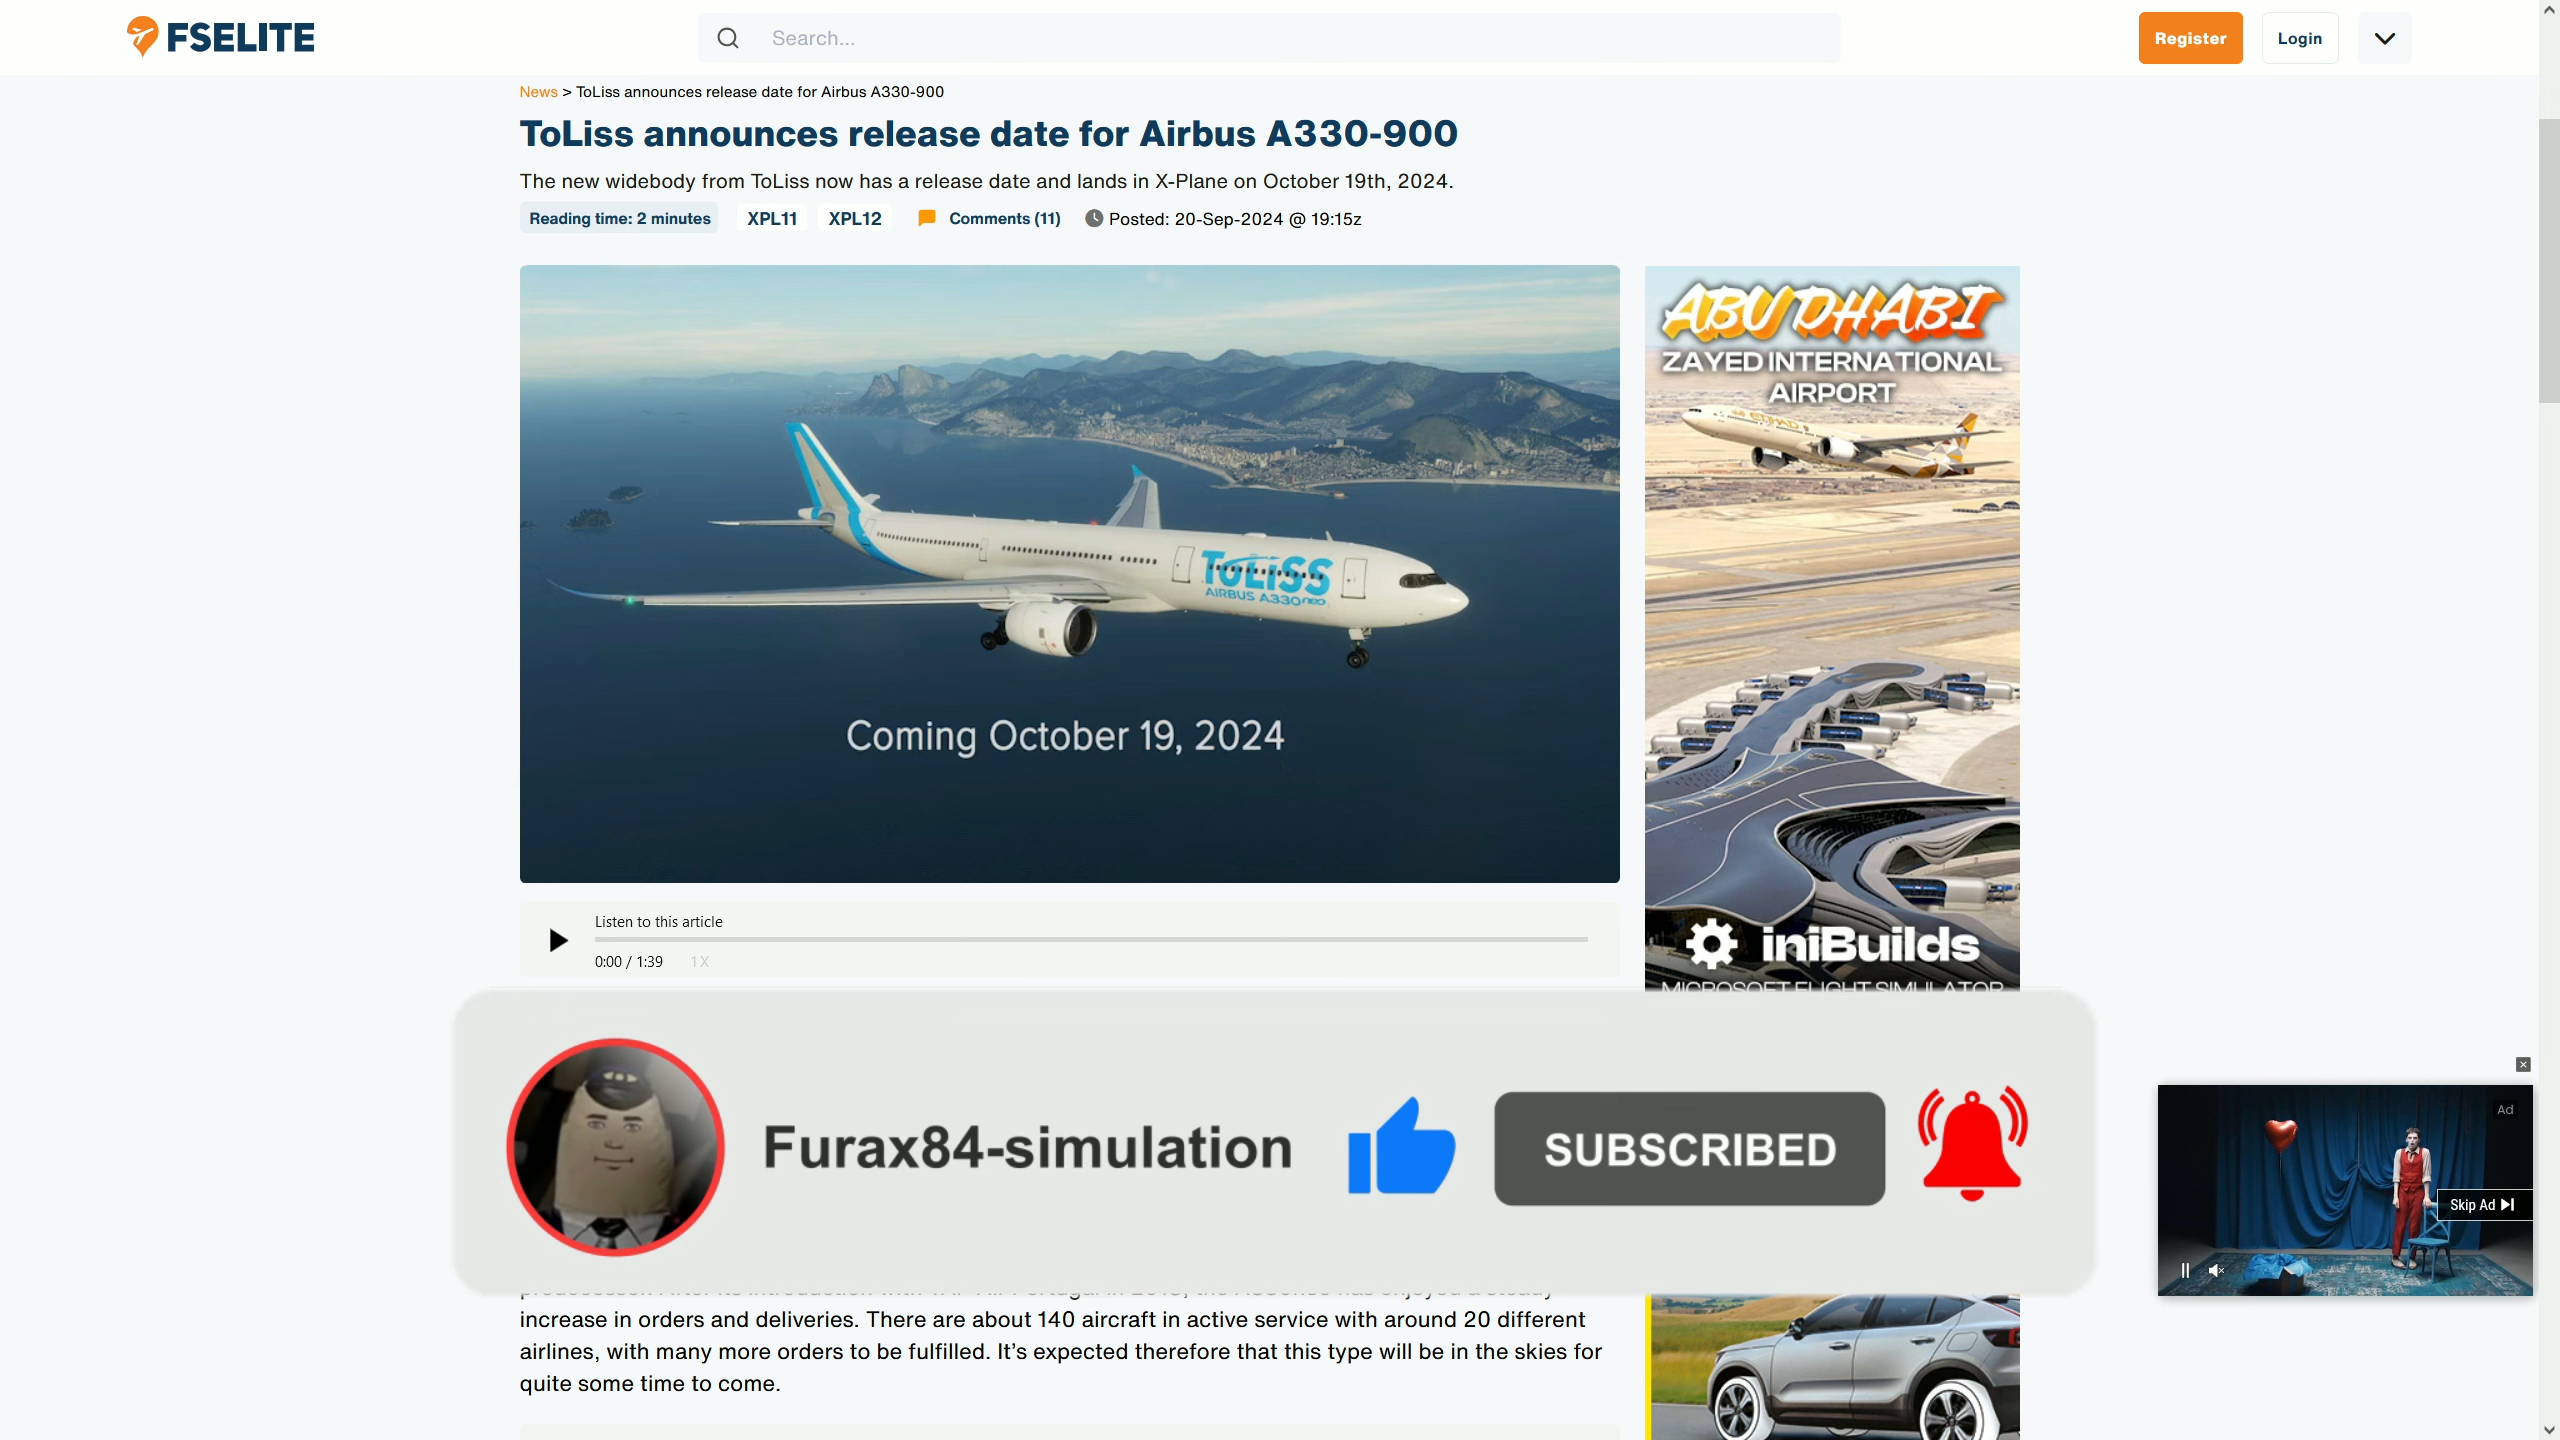 FSELITE
Search...
Register
Login
News > ToLiss announces release date for Airbus A330-900
ToLiss announces release date for Airbus A330-900
The new widebody from ToLiss now has a release date and lands in X-Plane on October 19th, 2024.
Reading time: 2 minutes
XPL11
XPL12
Comments (11)
Posted: 20-Sep-2024 @ 19:15z
ToLiSS
AIRBUS A330neo
Coming October 19, 2024
ABU DHABI
ZAYED INTERNATIONAL
AIRPORT
ETIHAD
iniBuilds
MICROSOFT FLIGHT SIMULATOR
Listen to this article
0:00 / 1:39
1X
Furax84-simulation
SUBSCRIBED
Ad
Skip Ad
increase in orders and deliveries. There are about 140 aircraft in active service with around 20 different
airlines, with many more orders to be fulfilled. It's expected therefore that this type will be in the skies for
quite some time to come.